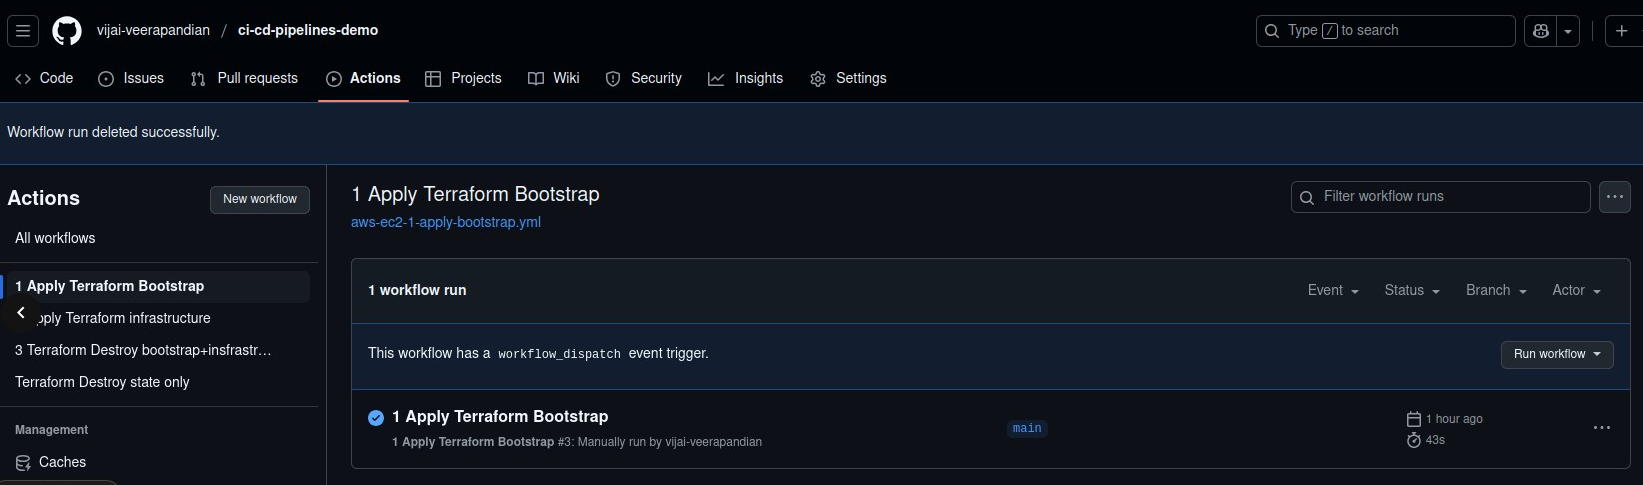 vijai-veerapandian / ci-cd-pipelines-demo
Type / to search
Code
Issues
Pull requests
Actions
Projects
Wiki
Security
Insights
Settings
Workflow run deleted successfully.
Actions
New workflow
All workflows
1 Apply Terraform Bootstrap
pply Terraform infrastructure
3 Terraform Destroy bootstrap+insfrastr…
Terraform Destroy state only
Management
Caches
1 Apply Terraform Bootstrap
aws-ec2-1-apply-bootstrap.yml
Filter workflow runs
1 workflow run
Event
Status
Branch
Actor
This workflow has a workflow_dispatch event trigger.
Run workflow
1 Apply Terraform Bootstrap
1 Apply Terraform Bootstrap #3: Manually run by vijai-veerapandian
main
1 hour ago
43s